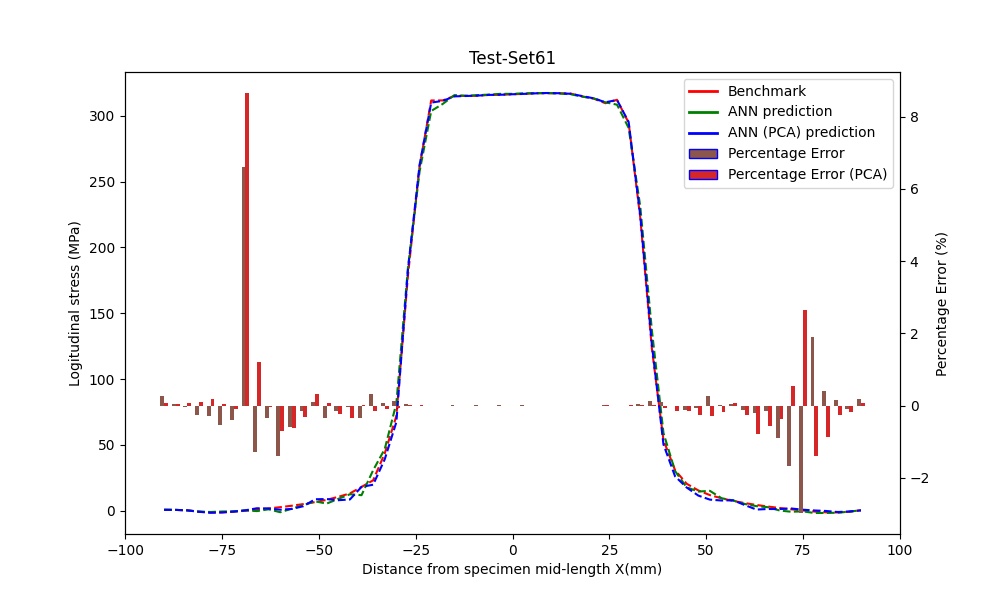 Test-Set61
Logitudinal stress (MPa)
300
250
200
150
100
50
0
Benchmark
ANN prediction
ANN (PCA) prediction
Percentage Error
Percentage Error (PCA)
8
6
4
2
0
−2
Percentage Error (%)
−100 −75 −50 −25 0 25 50 75 100
Distance from specimen mid-length X(mm)